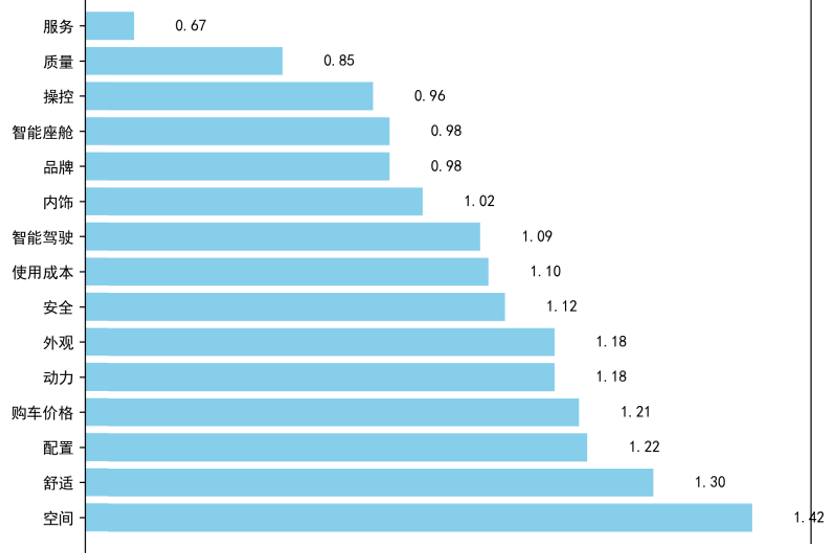 服务 0.67
质量 0.85
操控 0.96
智能座舱 0.98
品牌 0.98
内饰 1.02
智能驾驶 1.09
使用成本 1.10
安全 1.12
外观 1.18
动力 1.18
购车价格 1.21
配置 1.22
舒适 1.30
空间 1.42